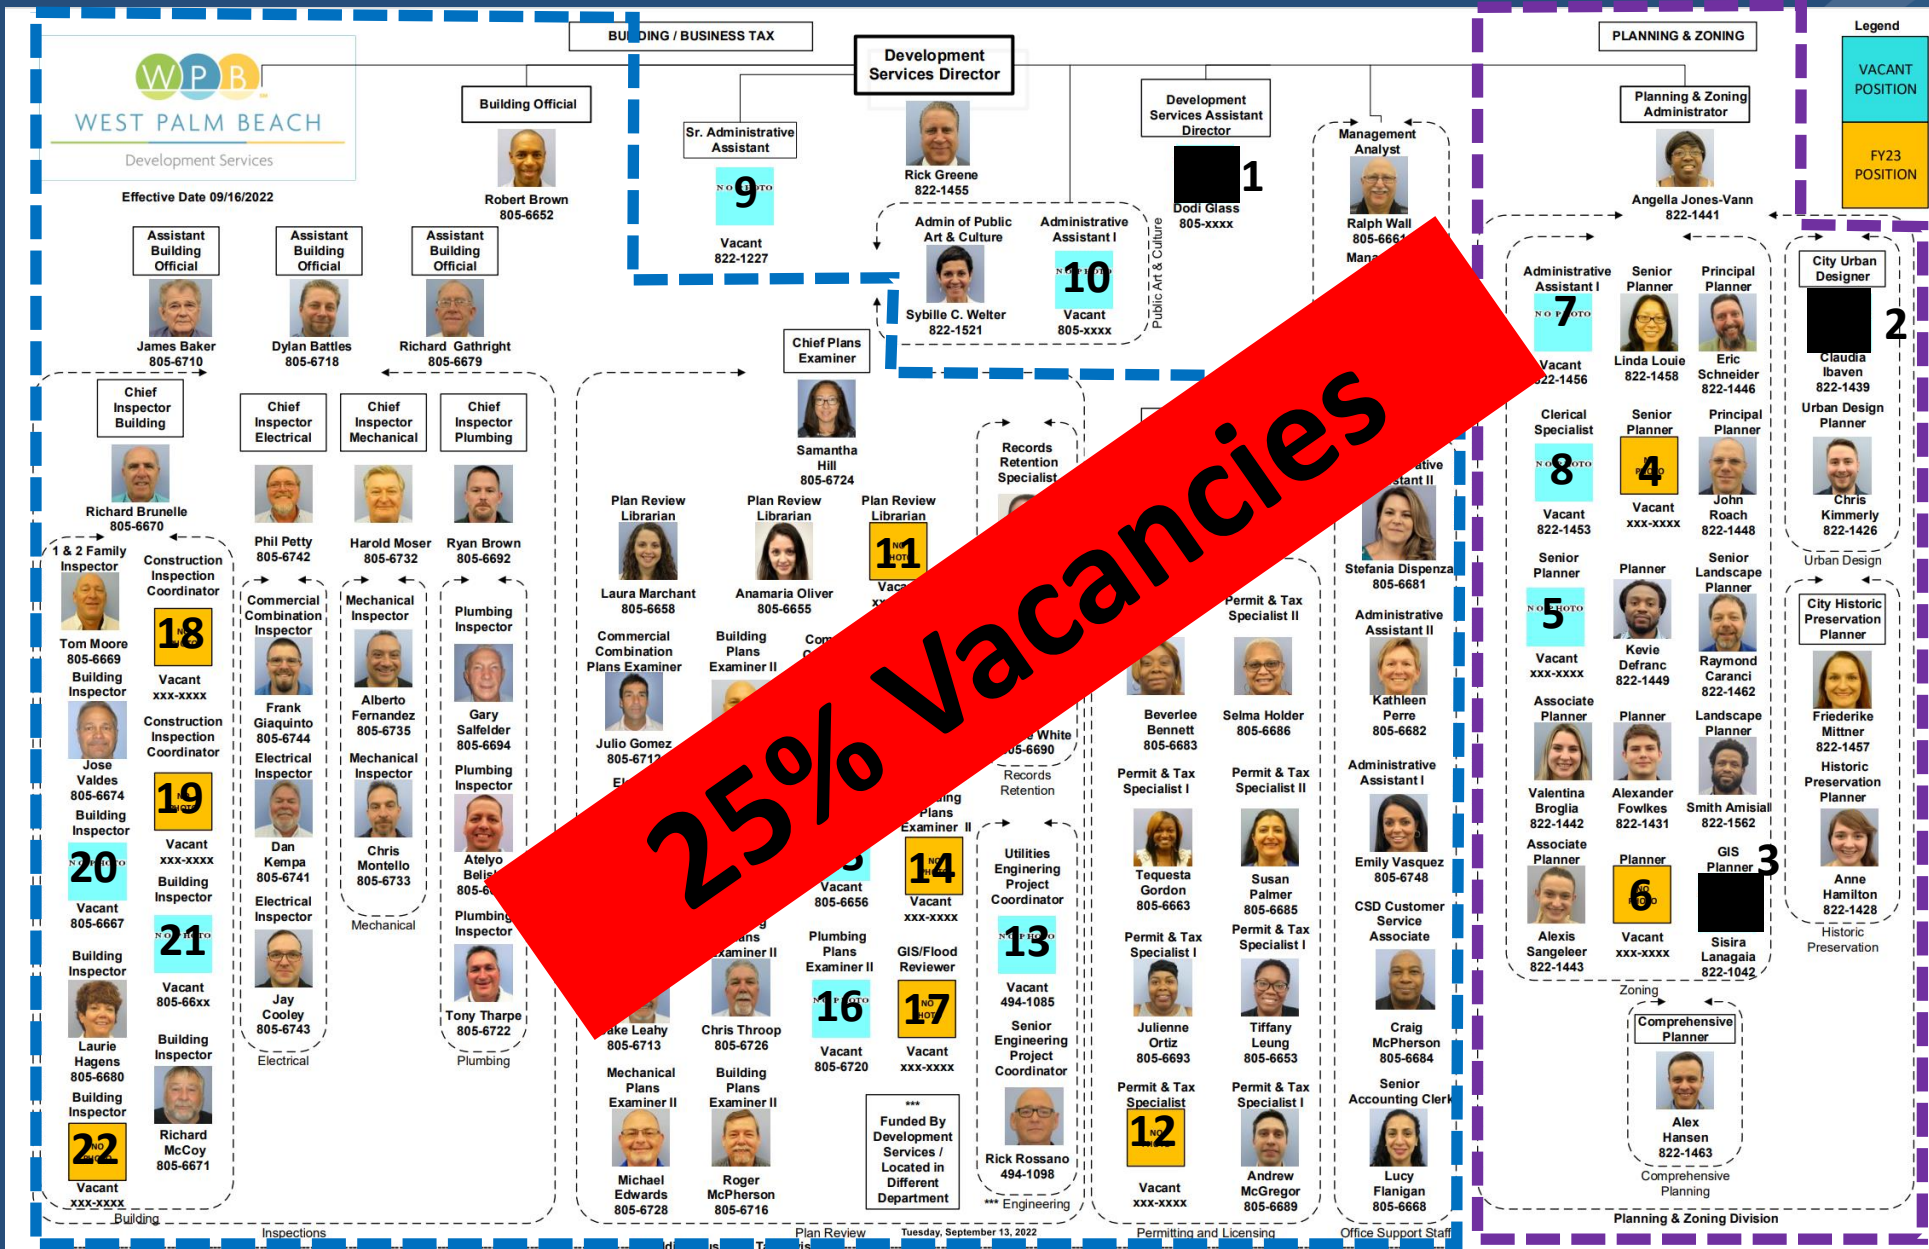 BUILDING / BUSINESS TAX
PLANNING & ZONING
Legend
VACANT
POSITION
FY23
POSITION
WPB
WEST PALM BEACH
Development Services
Effective Date 09/16/2022
Development
Services Director
Rick Greene
822-1455
Building Official
Robert Brown
805-6652
Sr. Administrative
Assistant
9
Vacant
822-1227
Development
Services Assistant
Director
1
Dodi Glass
805-xxxx
Management
Analyst
Ralph Wall
Planning & Zoning
Administrator
Angella Jones-Vann
822-1441
Admin of Public
Art & Culture
Sybille C. Welter
822-1521
Administrative
Assistant I
10
Vacant
805-xxxx
Public Art & Culture
Assistant
Building
Official
James Baker
805-6710
Assistant
Building
Official
Dylan Battles
805-6718
Assistant
Building
Official
Richard Gathright
805-6679
Chief
Inspector
Building
Richard Brunelle
805-6670
Chief
Inspector
Electrical
Phil Petty
805-6742
Chief
Inspector
Mechanical
Harold Moser
805-6732
Chief
Inspector
Plumbing
Ryan Brown
805-6692
1 & 2 Family
Inspector
Tom Moore
805-6669
Construction
Inspection
Coordinator
18
Vacant
xxx-xxxx
Building
Inspector
Jose
Valdes
805-6674
Construction
Inspection
Coordinator
19
Vacant
xxx-xxxx
Building
Inspector
20
Vacant
805-6667
Building
Inspector
21
Vacant
805-66xx
Building
Inspector
Laurie
Hagens
805-6680
Building
Inspector
Richard
McCoy
805-6671
Building
Inspector
22
Vacant
xxx-xxxx
Building
Commercial
Combination
Inspector
Frank
Giaquinto
805-6744
Electrical
Inspector
Dan
Kempa
805-6741
Electrical
Inspector
Jay
Cooley
805-6743
Electrical
Mechanical
Inspector
Alberto
Fernandez
805-6735
Mechanical
Inspector
Chris
Montello
805-6733
Mechanical
Plumbing
Inspector
Gary
Salfelder
805-6694
Plumbing
Inspector
Atelyo
Plumbing
Inspector
Tony Tharpe
805-6722
Plumbing
Inspections
Chief Plans
Examiner
Samantha
Hill
805-6724
Plan Review
Librarian
Laura Marchant
805-6658
Plan Review
Librarian
Anamaria Oliver
805-6655
Plan Review
Librarian
11
Commercial
Combination
Plans Examiner
Julio Gomez
Building
Plans
Examiner II
Vacant
805-6656
Plans
Examiner II
14
Vacant
xxx-xxxx
Leahy
805-6713
Chris Throop
805-6726
Plumbing
Plans
Examiner II
16
Vacant
805-6720
GIS/Flood
Reviewer
17
Vacant
xxx-xxxx
Mechanical
Plans
Examiner II
Michael
Edwards
805-6728
Building
Plans
Examiner II
Roger
McPherson
805-6716
***
Funded By
Development
Services /
Located in
Different
Department
Plan Review
Tuesday, September 13, 2022
Records
Retention
Specialist
White
Records
Retention
Utilities
Enginering
Project
Coordinator
13
Vacant
494-1085
Senior
Engineering
Project
Coordinator
Rick Rossano
494-1098
*** Engineering
25% Vacancies
Beverlee
Bennett
805-6683
Permit & Tax
Specialist II
Selma Holder
805-6686
Permit & Tax
Specialist I
Tequesta
Gordon
805-6663
Permit & Tax
Specialist II
Susan
Palmer
805-6685
Permit & Tax
Specialist I
Julienne
Ortiz
805-6693
Permit & Tax
Specialist I
Tiffany
Leung
805-6653
Permit & Tax
Specialist
12
Vacant
xxx-xxxx
Permit & Tax
Specialist I
Andrew
McGregor
805-6689
Permitting and Licensing
Stefania Dispenza
805-6681
Administrative
Assistant II
Kathleen
Perre
805-6682
Administrative
Assistant I
Emily Vasquez
805-6748
CSD Customer
Service
Associate
Craig
McPherson
805-6684
Senior
Accounting Clerk
Lucy
Flanigan
805-6668
Office Support Staff
Administrative
Assistant I
7
Vacant
822-1456
Senior
Planner
Linda Louie
822-1458
Principal
Planner
Eric
Schneider
822-1446
Clerical
Specialist
8
Vacant
822-1453
Senior
Planner
4
Vacant
xxx-xxxx
Principal
Planner
John
Roach
822-1448
Senior
Planner
5
Vacant
xxx-xxxx
Planner
Kevie
Defranc
822-1449
Senior
Landscape
Planner
Raymond
Caranci
822-1462
Associate
Planner
Valentina
Broglia
822-1442
Planner
Alexander
Fowlkes
822-1431
Landscape
Planner
Smith Amisial
822-1562
Associate
Planner
Alexis
Sangeleer
822-1443
Planner
6
Vacant
xxx-xxxx
GIS
Planner
3
Sisira
Lanagaia
822-1042
Zoning
City Urban
Designer
2
Claudia
Ibaven
822-1439
Urban Design
Planner
Chris
Kimmerly
822-1426
Urban Design
City Historic
Preservation
Planner
Friederike
Mittner
822-1457
Historic
Preservation
Planner
Anne
Hamilton
822-1428
Historic
Preservation
Comprehensive
Planner
Alex
Hansen
822-1463
Comprehensive
Planning
Planning & Zoning Division